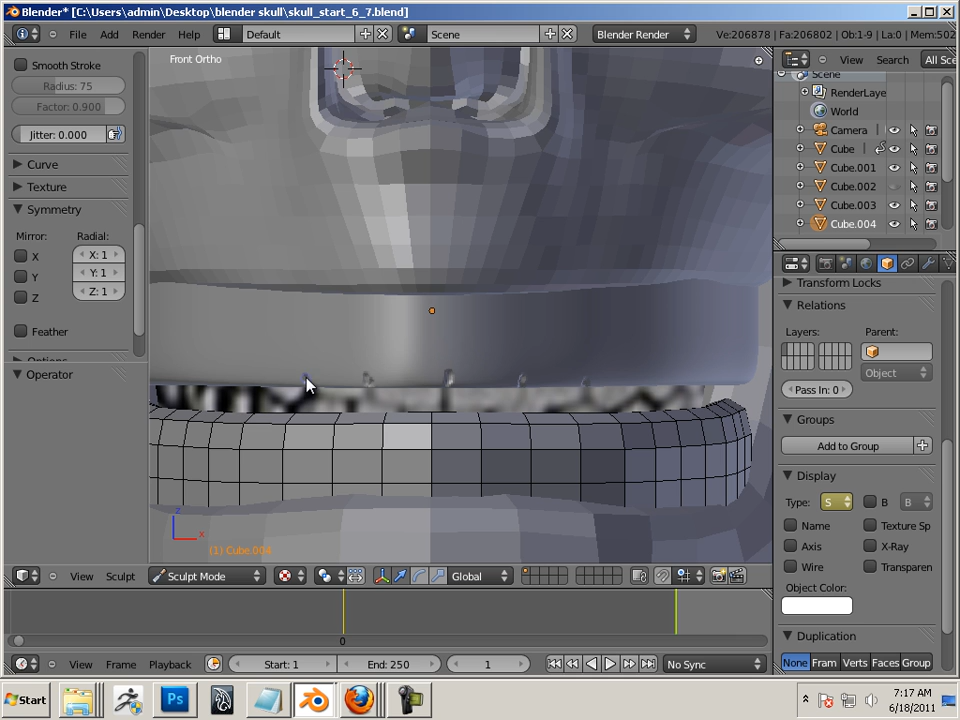 Blender* [C:\Users\admin\Desktop\blender skull\skull_start_6_7.blend]
File Add Render Help Default Scene Blender Render Ve:206878 | Fa:206802 | Ob:1-9 | La:0 | Mem:502
Smooth Stroke
Radius: 75
Factor: 0.900
Jitter: 0.000
Curve
Texture
Symmetry
Mirror: Radial:
X X: 1
Y Y: 1
Z Z: 1
Feather
Operator
Front Ortho
z
x
(1) Cube.004
View Search All Sce
Scene
RenderLaye
World
Camera
Cube
Cube.001
Cube.002
Cube.003
Cube.004
Transform Locks
Relations
Layers: Parent:
Object
Pass In: 0
Groups
Add to Group
Display
Type: S B B
Name Texture Sp
Axis X-Ray
Wire Transparen
Object Color:
Duplication
None Fram Verts Faces Group
View Sculpt Sculpt Mode Global
0
View Frame Playback Start: 1 End: 250 1 No Sync
Start Ps 7:17 AM
6/18/2011